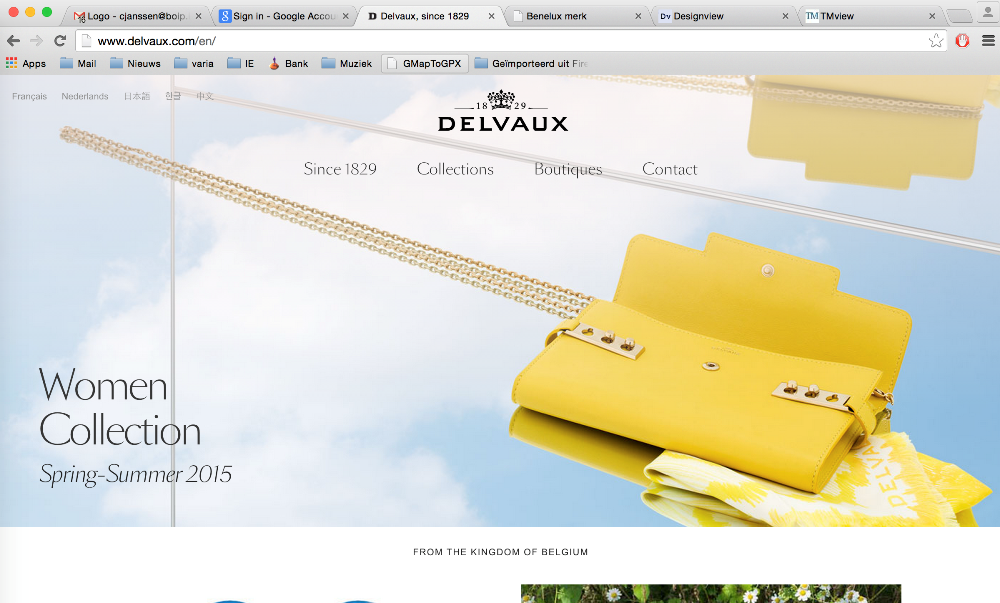 16 Logo - cjanssen@boip.
g Sign in - Google Accou
D Delvaux, since 1829
Benelux merk
Dv Designview
TM TMview
www.delvaux.com/en/
Apps Mail Nieuws varia IE Bank Muziek GMapToGPX Geïmporteerd uit Fire
Français Nederlands 日本語 한글 中文
18 29
DELVAUX
Since 1829 Collections Boutiques Contact
Women
Collection
Spring-Summer 2015
DELVA
FROM THE KINGDOM OF BELGIUM